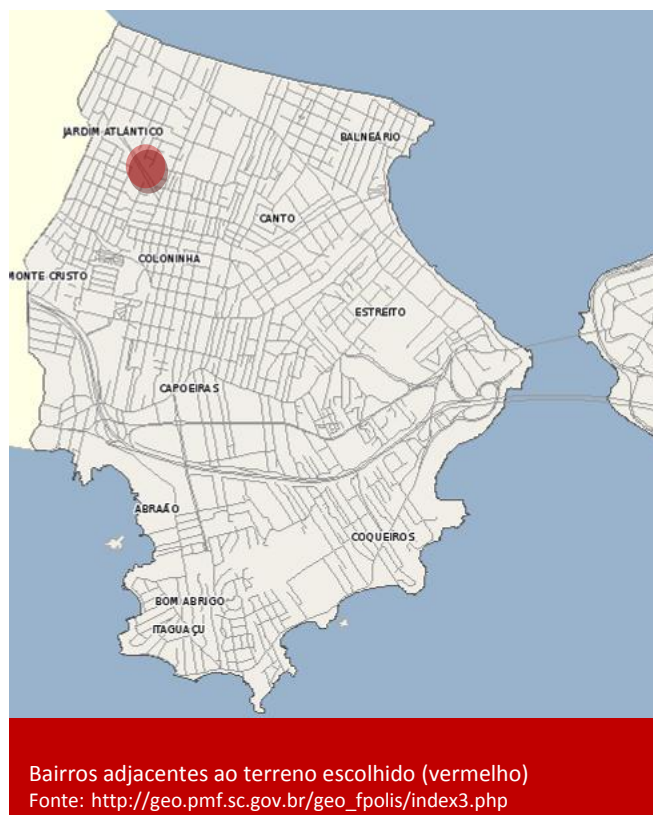 JARDIM ATLÂNTICO
BALNEÁRIO
CANTO
COLONINHA
MONTE CRISTO
ESTREITO
CAPOEIRAS
ABRAÃO
COQUEIROS
BOM ABRIGO
ITAGUAÇU
Bairros adjacentes ao terreno escolhido (vermelho)
Fonte: http://geo.pmf.sc.gov.br/geo_fpolis/index3.php